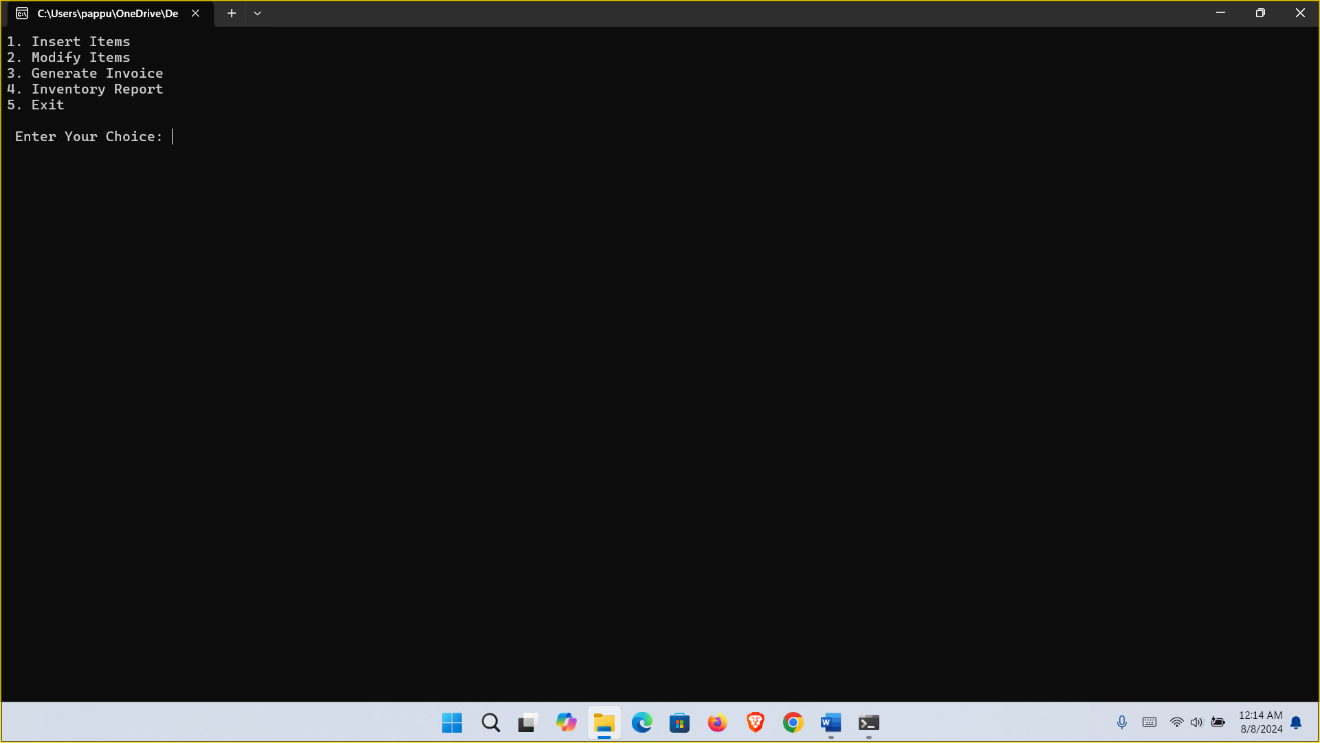 C:\Users\pappu\OneDrive\De
1. Insert Items
2. Modify Items
3. Generate Invoice
4. Inventory Report
5. Exit
Enter Your Choice:
12:14 AM
8/8/2024